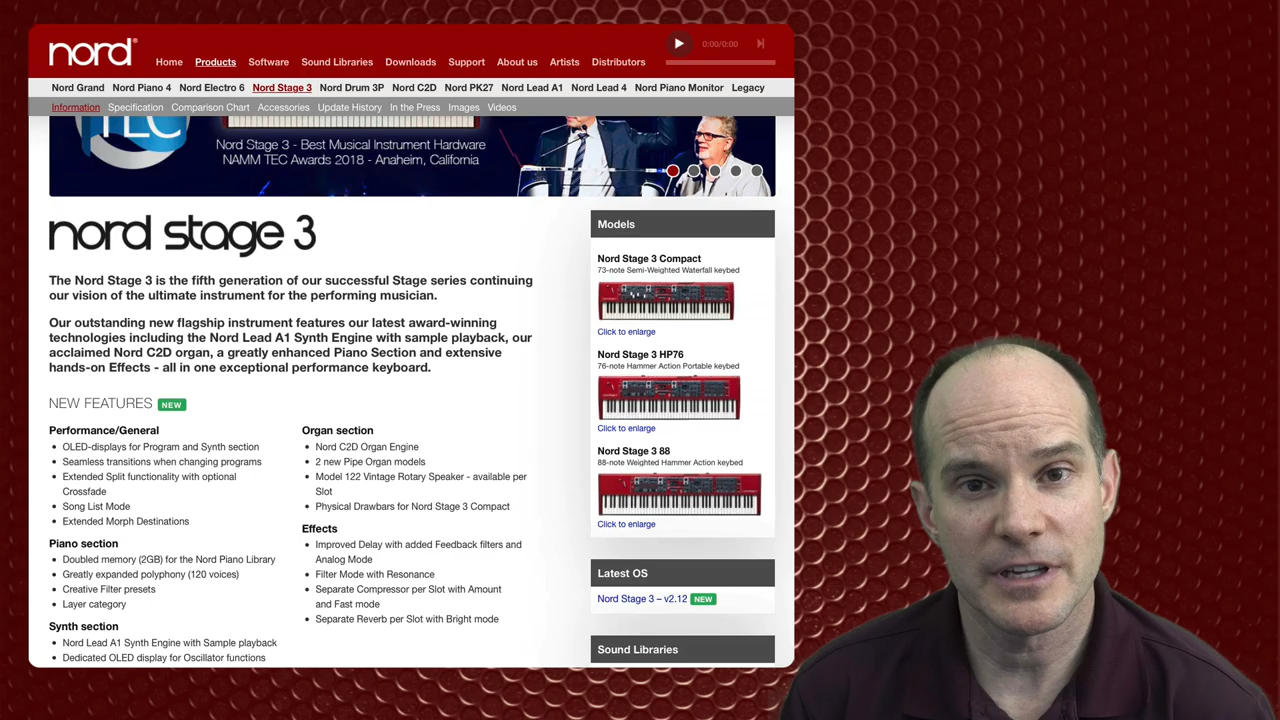 nord®
0:00/0:00
Home Products Software Sound Libraries Downloads Support About us Artists Distributors
Nord Grand Nord Piano 4 Nord Electro 6 Nord Stage 3 Nord Drum 3P Nord C2D Nord PK27 Nord Lead A1 Nord Lead 4 Nord Piano Monitor Legacy
Information Specification Comparison Chart Accessories Update History In the Press Images Videos
TEC
Nord Stage 3 - Best Musical Instrument Hardware
NAMM TEC Awards 2018 - Anaheim, California
nord stage 3
The Nord Stage 3 is the fifth generation of our successful Stage series continuing
our vision of the ultimate instrument for the performing musician.
Our outstanding new flagship instrument features our latest award-winning
technologies including the Nord Lead A1 Synth Engine with sample playback, our
acclaimed Nord C2D organ, a greatly enhanced Piano Section and extensive
hands-on Effects - all in one exceptional performance keyboard.
NEW FEATURES NEW
Performance/General
• OLED-displays for Program and Synth section
• Seamless transitions when changing programs
• Extended Split functionality with optional
Crossfade
• Song List Mode
• Extended Morph Destinations
Piano section
• Doubled memory (2GB) for the Nord Piano Library
• Greatly expanded polyphony (120 voices)
• Creative Filter presets
• Layer category
Synth section
• Nord Lead A1 Synth Engine with Sample playback
• Dedicated OLED display for Oscillator functions
Organ section
• Nord C2D Organ Engine
• 2 new Pipe Organ models
• Model 122 Vintage Rotary Speaker - available per
Slot
• Physical Drawbars for Nord Stage 3 Compact
Effects
• Improved Delay with added Feedback filters and
Analog Mode
• Filter Mode with Resonance
• Separate Compressor per Slot with Amount
and Fast mode
• Separate Reverb per Slot with Bright mode
Models
Nord Stage 3 Compact
73-note Semi-Weighted Waterfall keybed
Click to enlarge
Nord Stage 3 HP76
76-note Hammer Action Portable keybed
Click to enlarge
Nord Stage 3 88
88-note Weighted Hammer Action keybed
Click to enlarge
Latest OS
Nord Stage 3 – v2.12 NEW
Sound Libraries